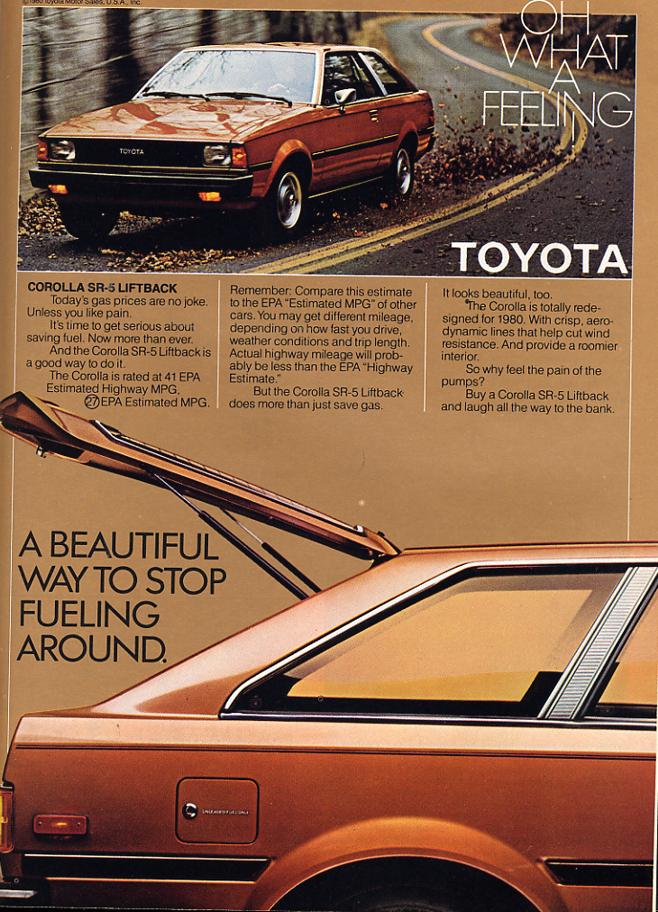 ©1980 Toyota Motor Sales, U.S.A., Inc.
OH
WHAT
A
FEELING
TOYOTA
TOYOTA
COROLLA SR-5 LIFTBACK
Today's gas prices are no joke.
Unless you like pain.
It's time to get serious about
saving fuel. Now more than ever.
And the Corolla SR-5 Liftback is
a good way to do it.
The Corolla is rated at 41 EPA
Estimated Highway MPG,
27 EPA Estimated MPG.
Remember: Compare this estimate
to the EPA "Estimated MPG" of other
cars. You may get different mileage,
depending on how fast you drive,
weather conditions and trip length.
Actual highway mileage will prob-
ably be less than the EPA "Highway
Estimate."
But the Corolla SR-5 Liftback
does more than just save gas.
It looks beautiful, too.
The Corolla is totally rede-
signed for 1980. With crisp, aero-
dynamic lines that help cut wind
resistance. And provide a roomier
interior.
So why feel the pain of the
pumps?
Buy a Corolla SR-5 Liftback
and laugh all the way to the bank.
A BEAUTIFUL
WAY TO STOP
FUELING
AROUND.
UNLEADED FUEL ONLY